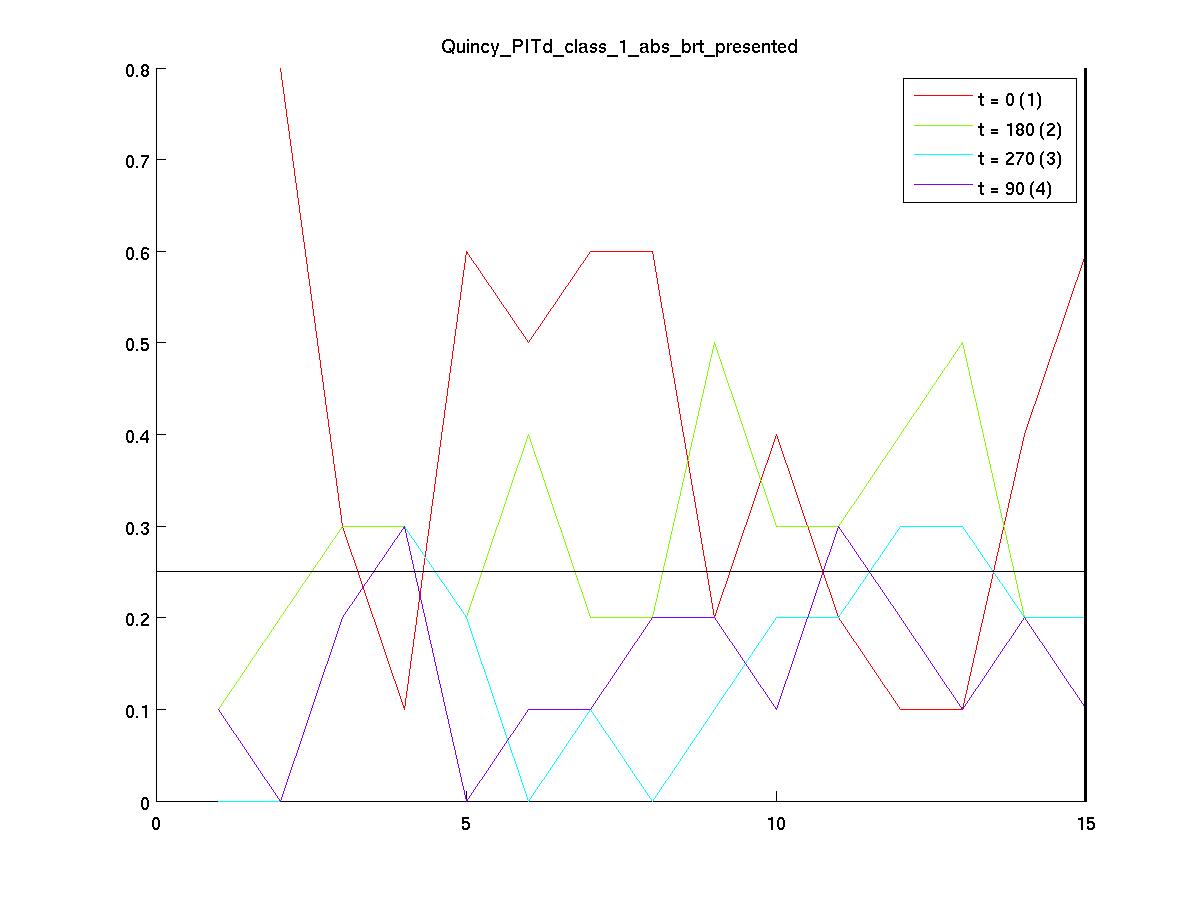 Quincy_PITd_class_1_abs_brt_presented
0.8
0.7
0.6
0.5
0.4
0.3
0.2
0.1
0
0 5 10 15
t = 0 (1)
t = 180 (2)
t = 270 (3)
t = 90 (4)